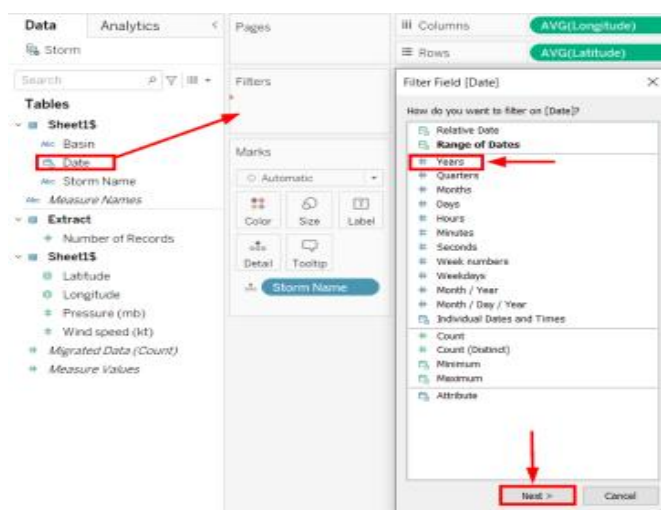 Data
Analytics
Storm
Search
Tables
Sheet1$
Abc Basin
Date
Abc Storm Name
Abc Measure Names
Extract
Number of Records
Sheet1$
Latitude
Longitude
Pressure (mb)
Wind speed (kt)
Migrated Data (Count)
Measure Values
Pages
Filters
Marks
Automatic
Color
Size
Label
Detail
Tooltip
Storm Name
Columns
AVG(Longitude)
Rows
AVG(Latitude)
Filter Field [Date]
How do you want to filter on [Date]?
Relative Date
Range of Dates
# Years
# Quarters
# Months
# Days
# Hours
# Minutes
# Seconds
# Week numbers
# Weekdays
# Month / Year
# Month / Day / Year
Individual Dates and Times
# Count
# Count (Distinct)
Minimum
Maximum
Attribute
Next >
Cancel